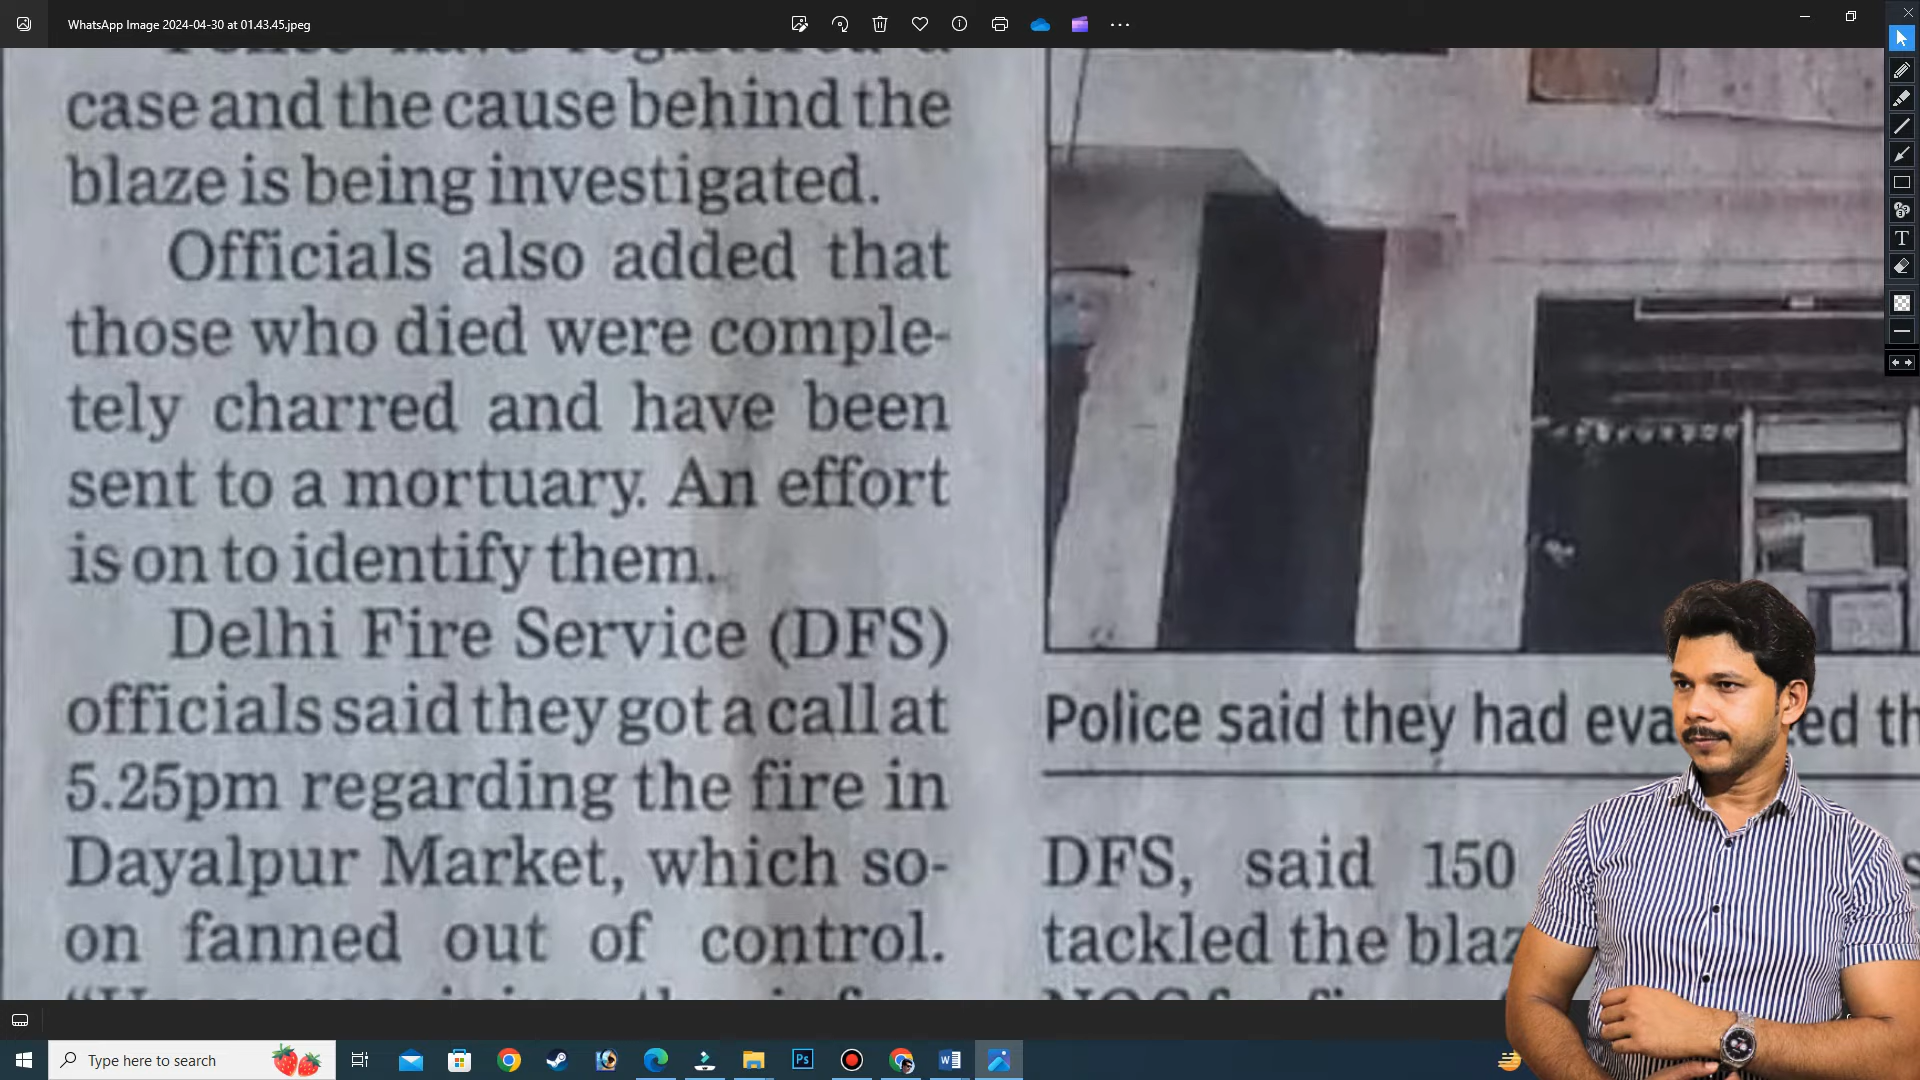 WhatsApp Image 2024-04-30 at 01.43.45.jpeg
Police have registered a
case and the cause behind the
blaze is being investigated.
Officials also added that
those who died were comple-
tely charred and have been
sent to a mortuary. An effort
is on to identify them.
Delhi Fire Service (DFS)
officials said they got a call at
5.25pm regarding the fire in
Dayalpur Market, which so-
on fanned out of control.
Police said they had
DFS, said 150
tackled the
Type here to search